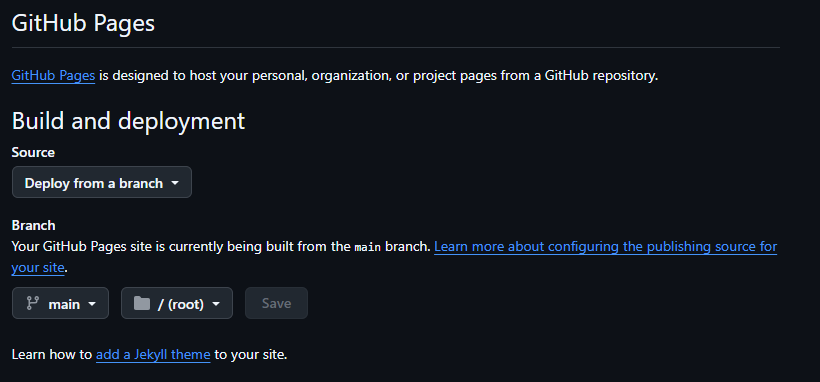 GitHub Pages
GitHub Pages is designed to host your personal, organization, or project pages from a GitHub repository.
Build and deployment
Source
Deploy from a branch
Branch
Your GitHub Pages site is currently being built from the main branch. Learn more about configuring the publishing source for
your site.
main / (root) Save
Learn how to add a Jekyll theme to your site.